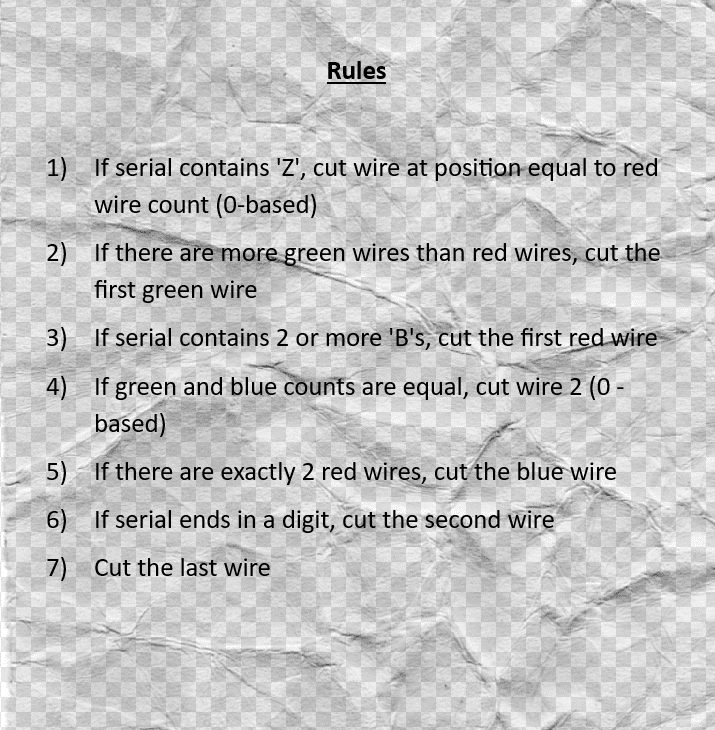 Rules
1) If serial contains 'Z', cut wire at position equal to red
wire count (0-based)
2) If there are more green wires than red wires, cut the
first green wire
3) If serial contains 2 or more 'B's, cut the first red wire
4) If green and blue counts are equal, cut wire 2 (0 -
based)
5) If there are exactly 2 red wires, cut the blue wire
6) If serial ends in a digit, cut the second wire
7) Cut the last wire